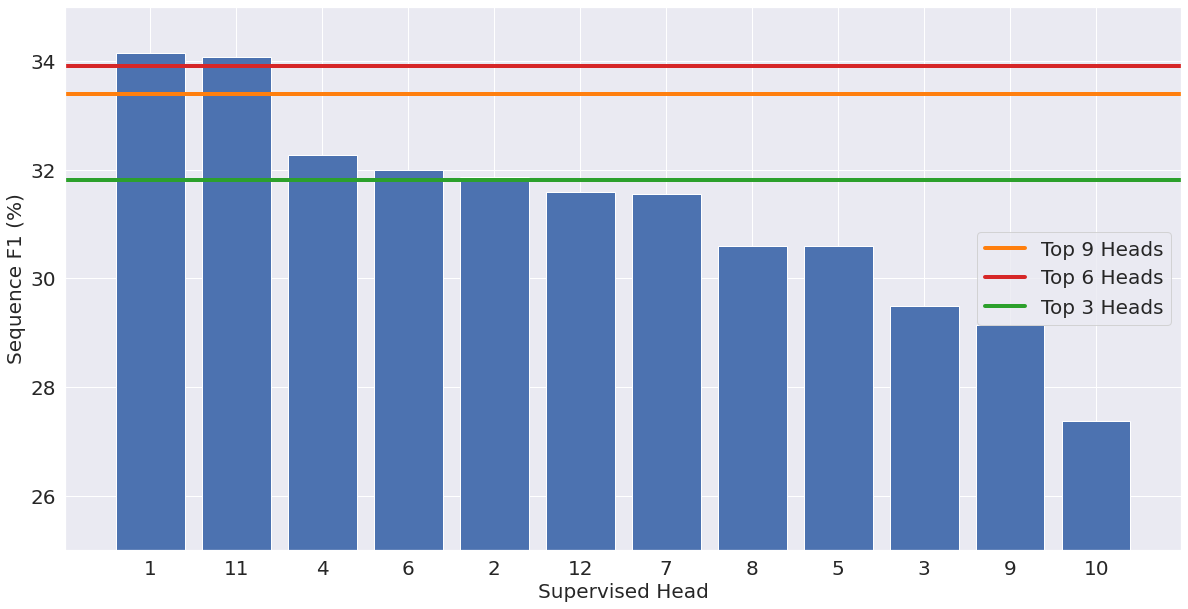 34
32
30
28
26
Sequence F1 (%)
Top 9 Heads
Top 6 Heads
Top 3 Heads
1 11 4 6 2 12 7 8 5 3 9 10
Supervised Head